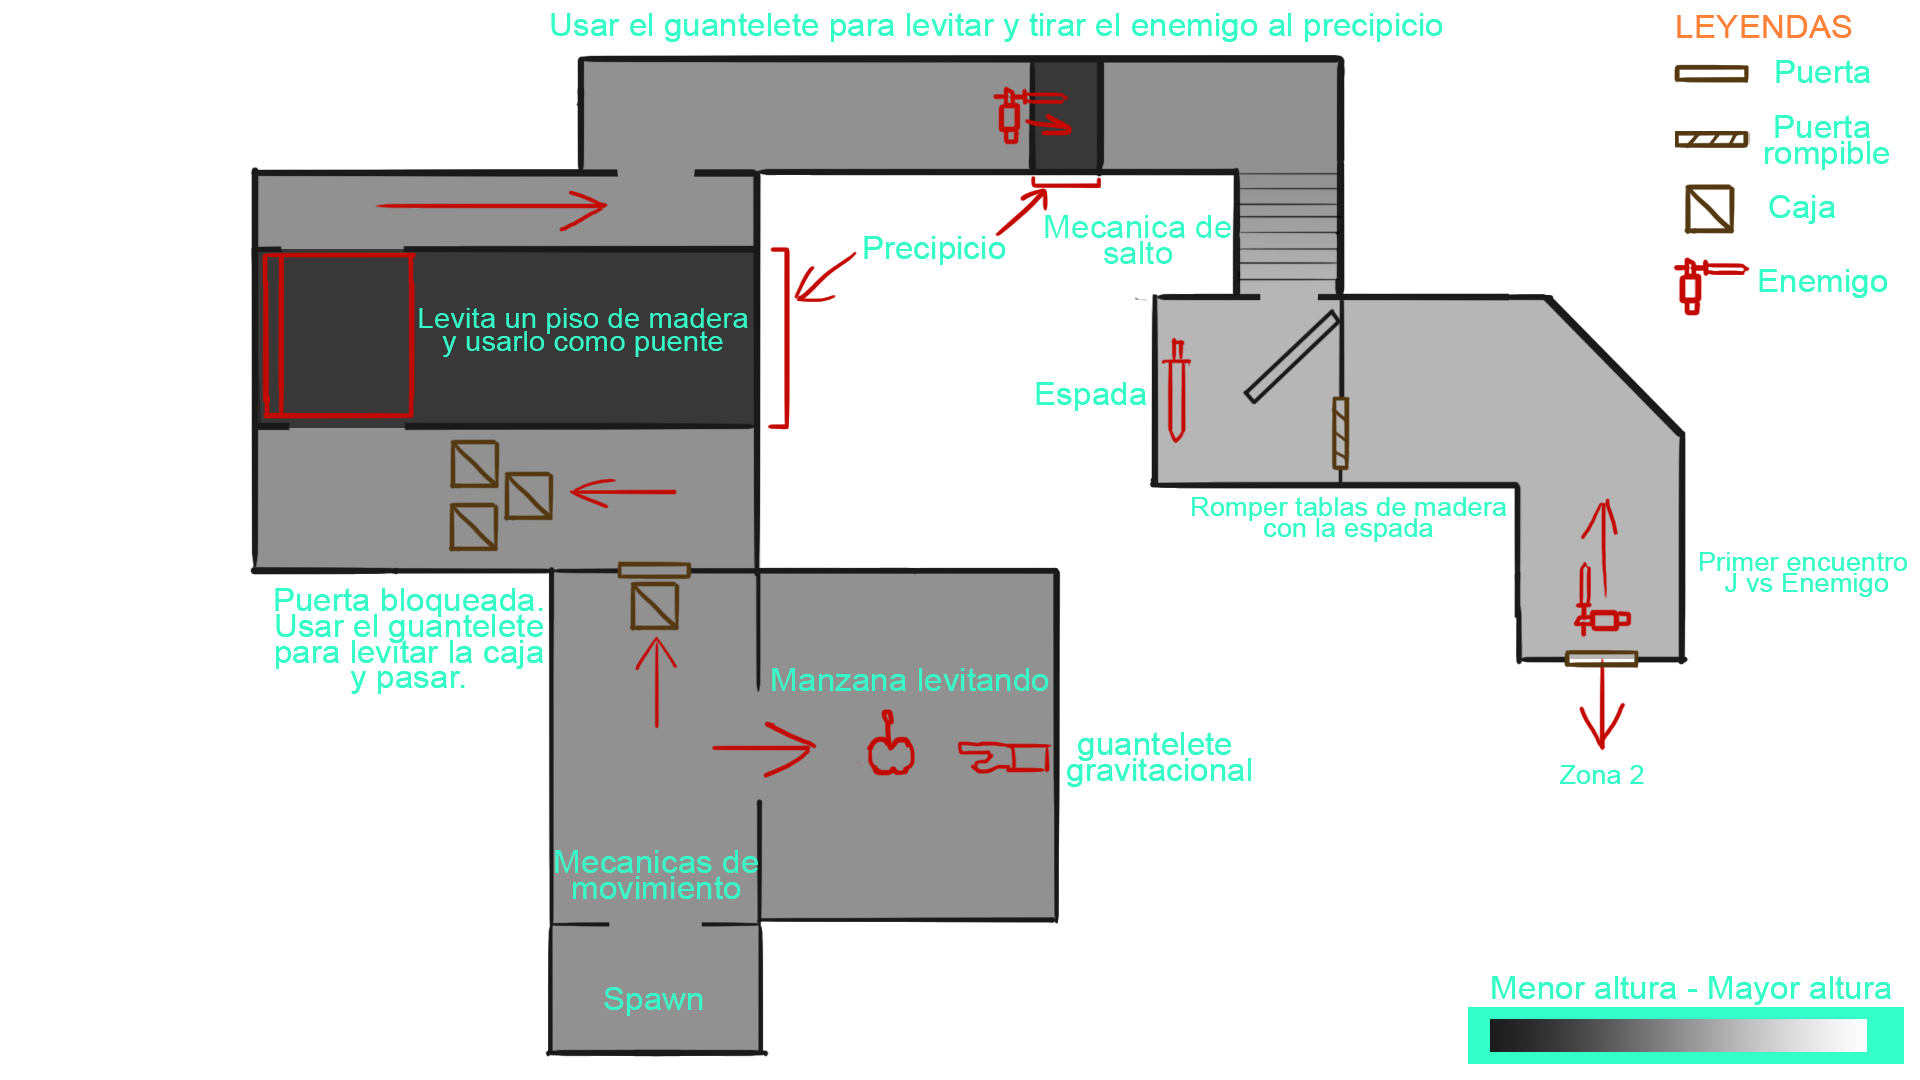 Usar el guantelete para levitar y tirar el enemigo al precipicio
LEYENDAS
Puerta
Puerta
rompible
Caja
Enemigo
Precipicio
Mecanica de
salto
Levita un piso de madera
y usarlo como puente
Espada
Romper tablas de madera
con la espada
Primer encuentro
J vs Enemigo
Puerta bloqueada.
Usar el guantelete
para levitar la caja
y pasar.
Manzana levitando
guantelete
gravitacional
Zona 2
Mecanicas de
movimiento
Spawn
Menor altura - Mayor altura